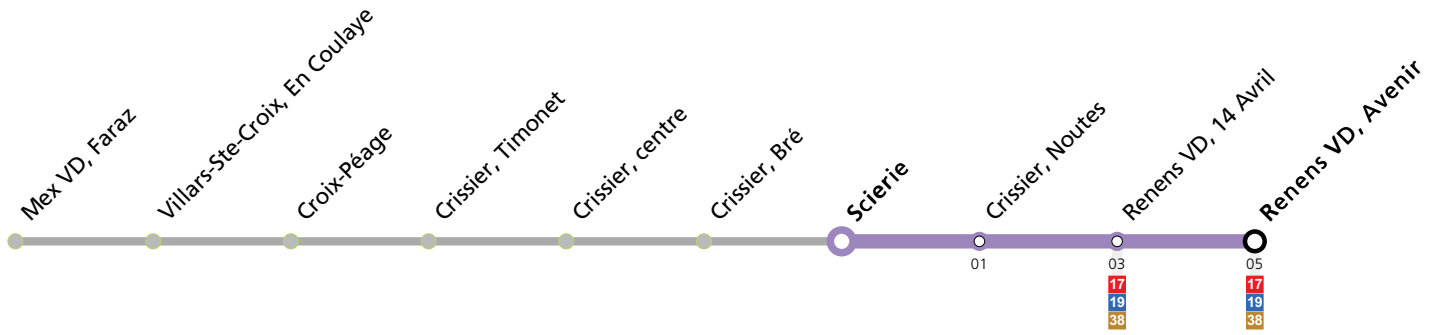 Mex VD, Faraz
Villars-Ste-Croix, En Coulaye
Croix-Péage
Crissier, Timonet
Crissier, centre
Crissier, Bré
Scierie
Crissier, Noutes
Renens VD, 14 Avril
Renens VD, Avenir
01
03
05
17
17
19
19
38
38